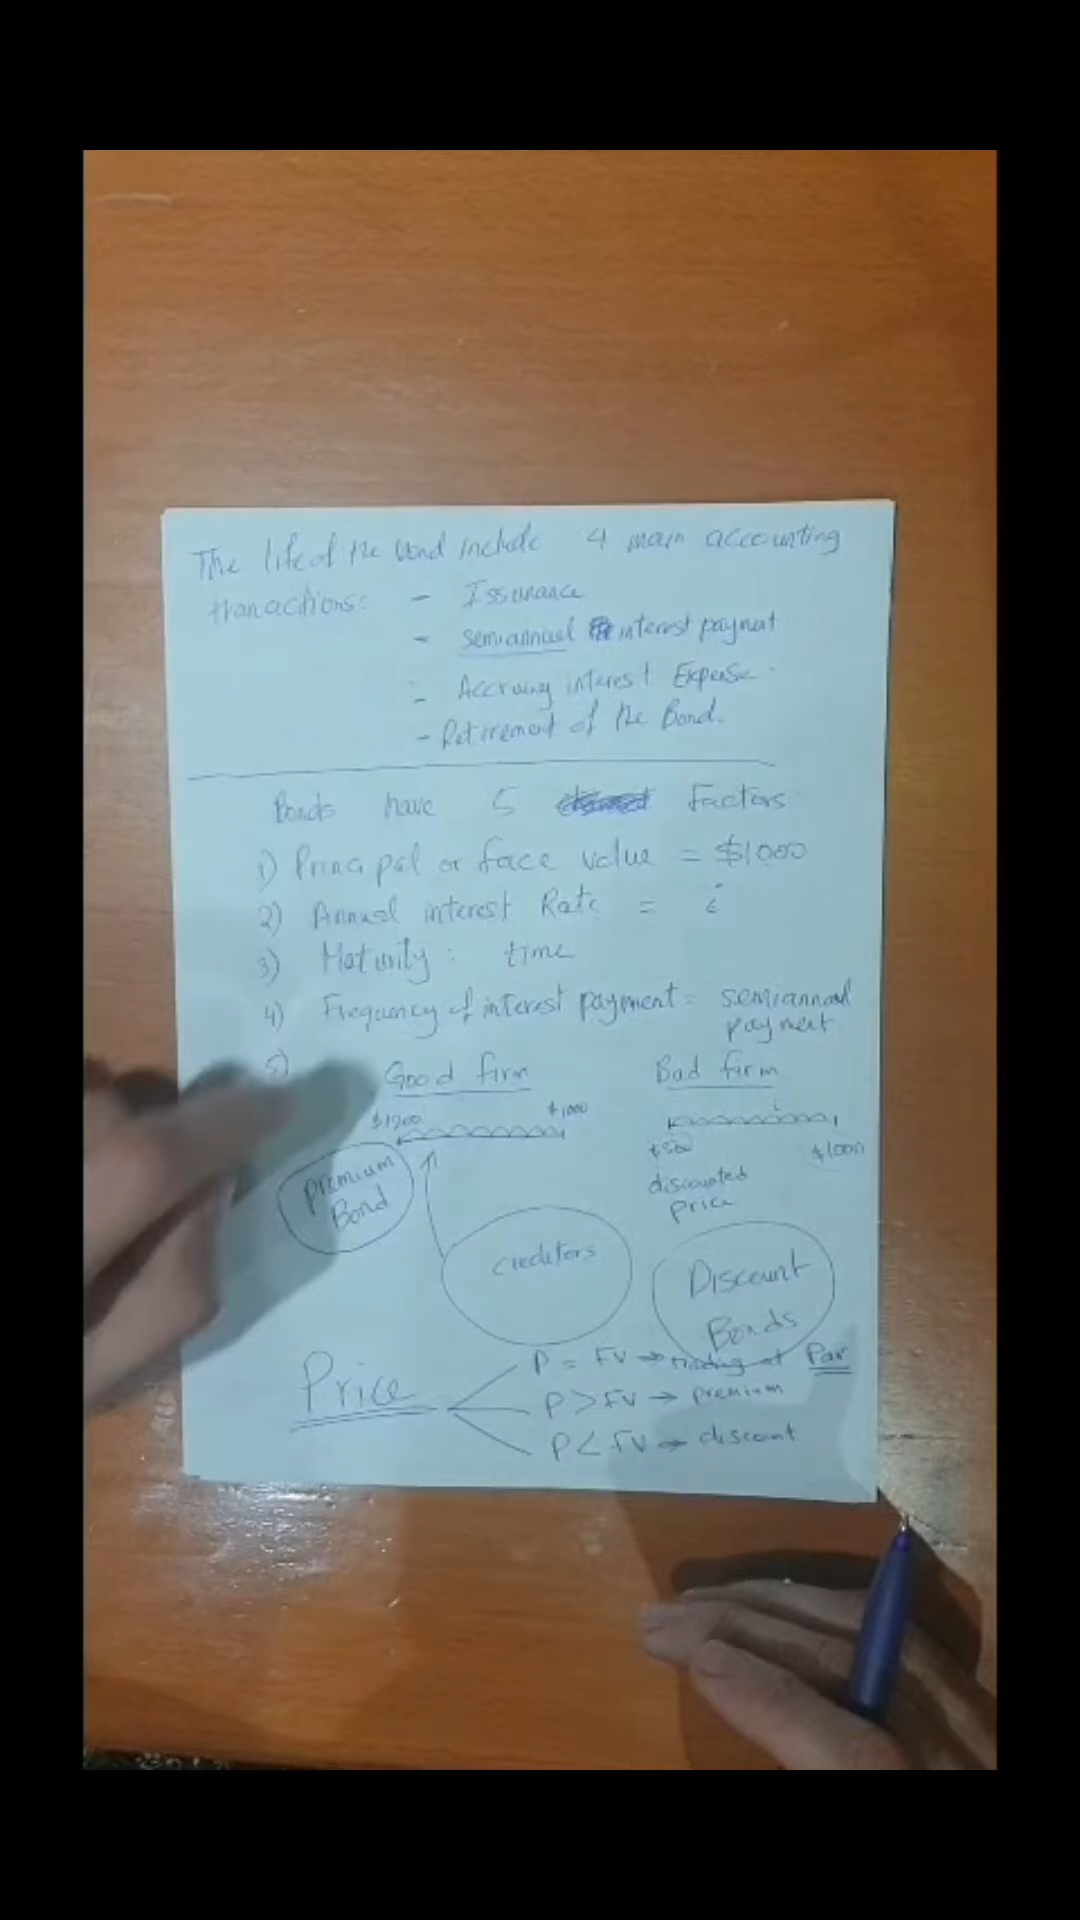 The life of the bond include 4 main accounting
tranactions: - Issuance
- semiannual interest payment
- Accruing interest Expense
- Retirement of the Bond.
Bonds have 5 Factors
1) Principal or face value = $1000
2) Annual interest Rate = i
3) Maturity: time
4) Frequency of interest payment = semiannual
payment.
5) Good firm Bad firm
$1000
$500 $1000
discounted
price
premium
Bond
creditors
Discount
Bonds
Price
P = FV → trading at Par
P > FV → premium
P < FV → discount